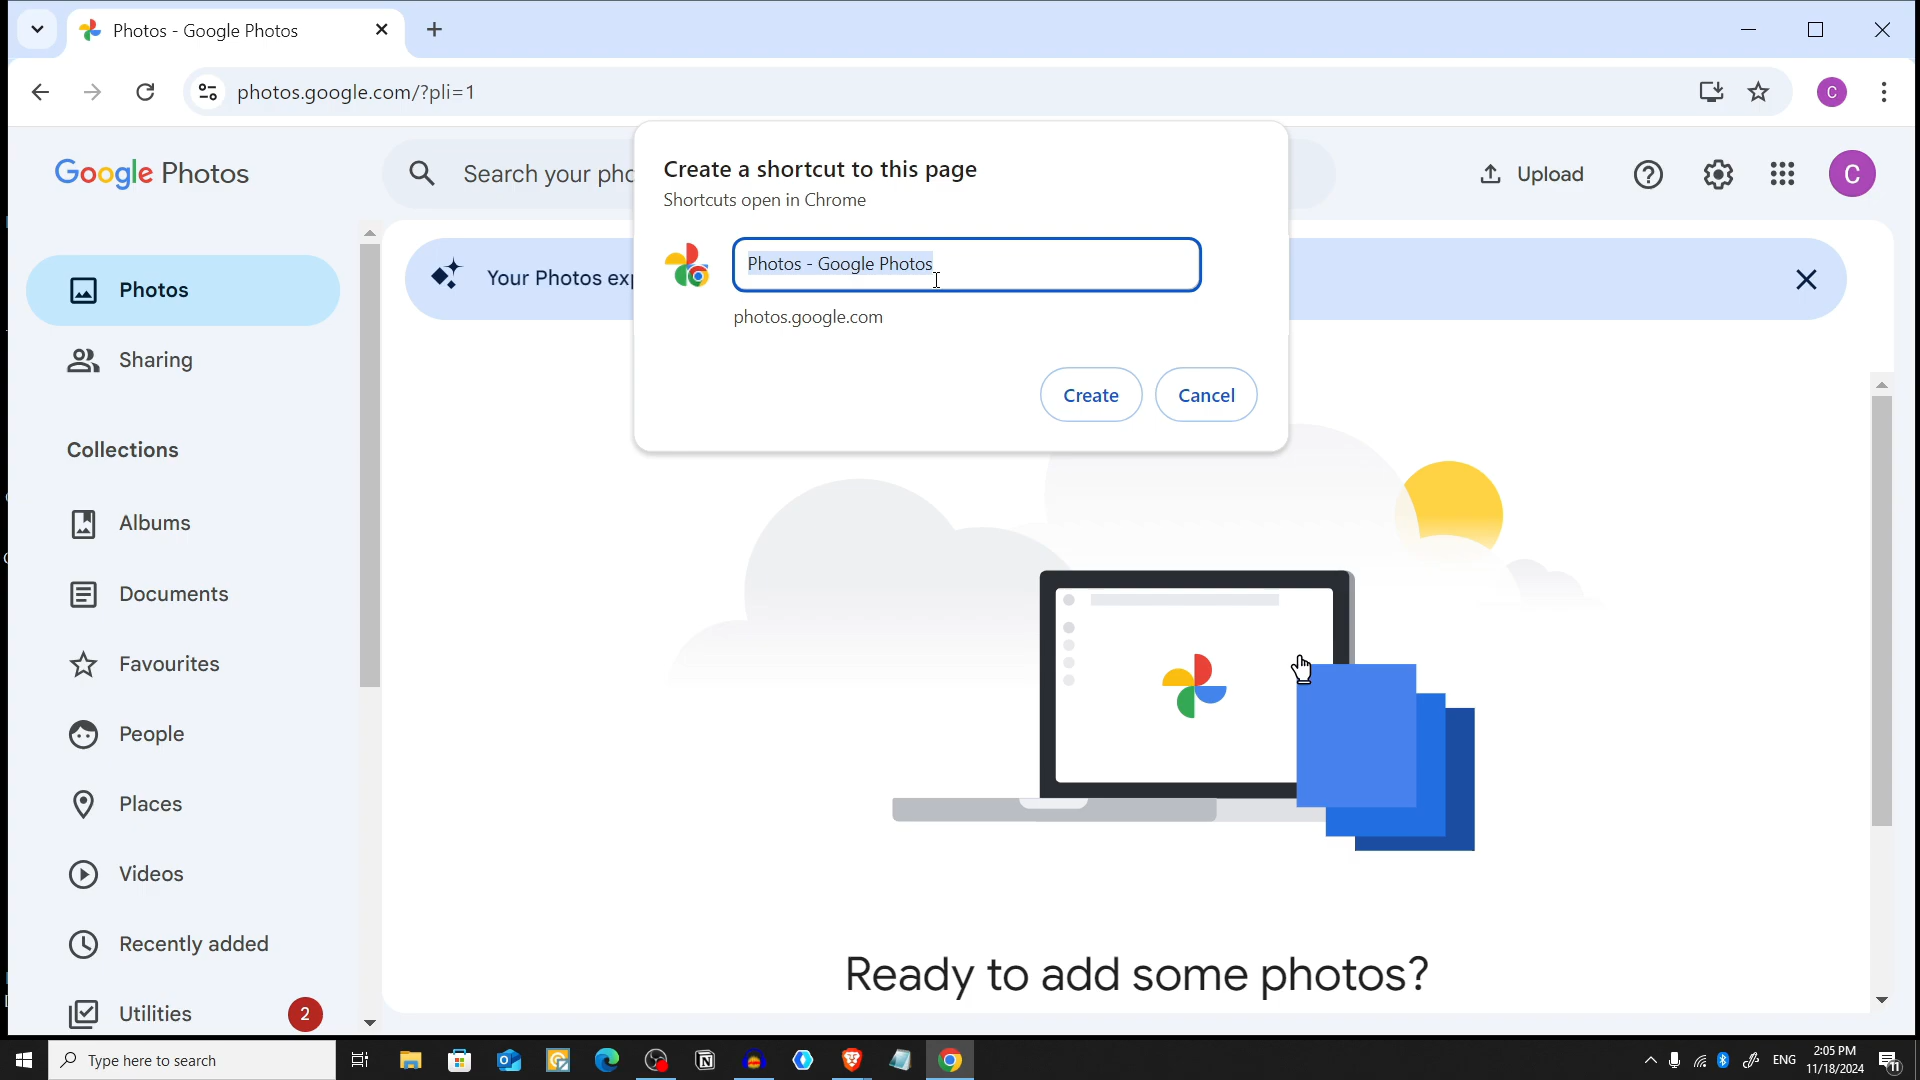 Photos - Google Photos
photos.google.com/?pli=1
C
Google Photos
Search your pho
Upload
C
Create a shortcut to this page
Shortcuts open in Chrome
Photos - Google Photos
photos.google.com
Create
Cancel
Your Photos exp
Photos
Sharing
Collections
Albums
Documents
Favourites
People
Places
Videos
Recently added
Utilities
2
Ready to add some photos?
Type here to search
ENG
2:05 PM
11/18/2024
11